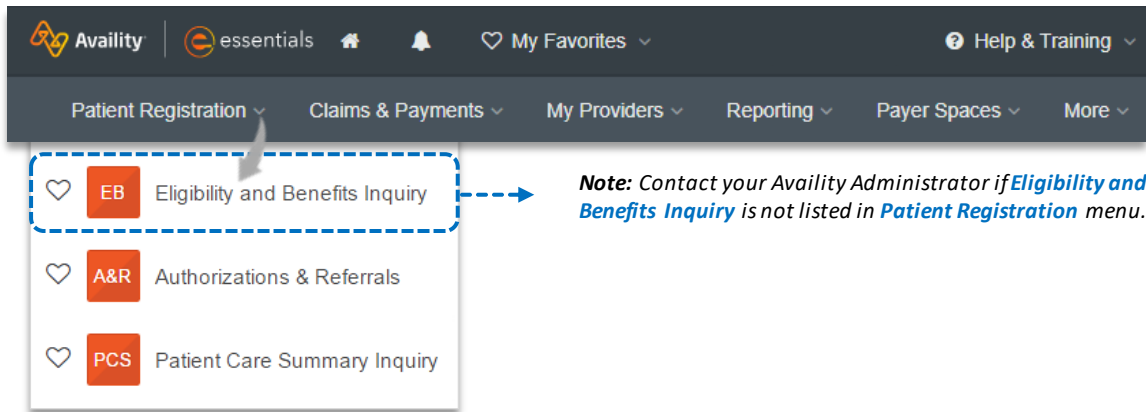 Availity essentials My Favorites Help & Training
Patient Registration Claims & Payments My Providers Reporting Payer Spaces More
EB Eligibility and Benefits Inquiry
Note: Contact your Availity Administrator if Eligibility and
Benefits Inquiry is not listed in Patient Registration menu.
A&R Authorizations & Referrals
PCS Patient Care Summary Inquiry